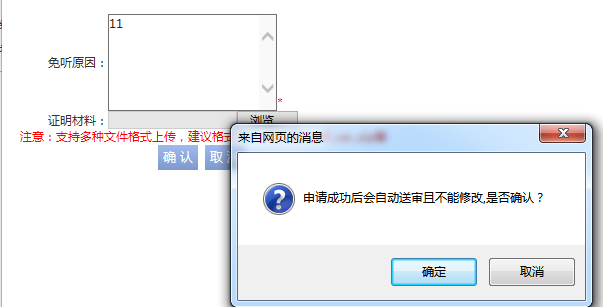 11
免听原因：
*
证明材料： 浏览
注意：支持多种文件格式上传，建议格式
确认 取
来自网页的消息
申请成功后会自动送审且不能修改,是否确认？
确定 取消